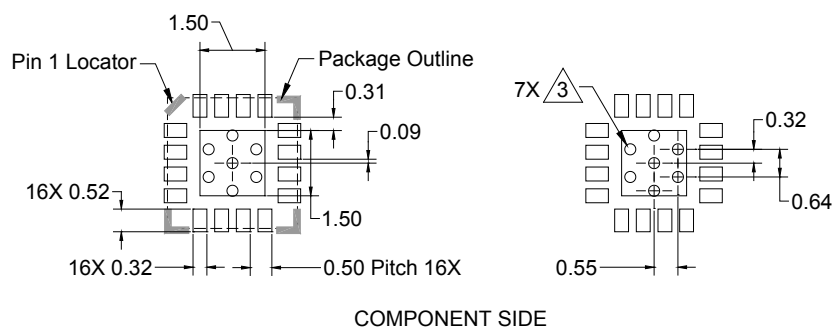 1.50
Pin 1 Locator
Package Outline
0.31
0.09
16X 0.52
1.50
16X 0.32
0.50 Pitch 16X
7X 3
0.32
0.64
0.55
COMPONENT SIDE